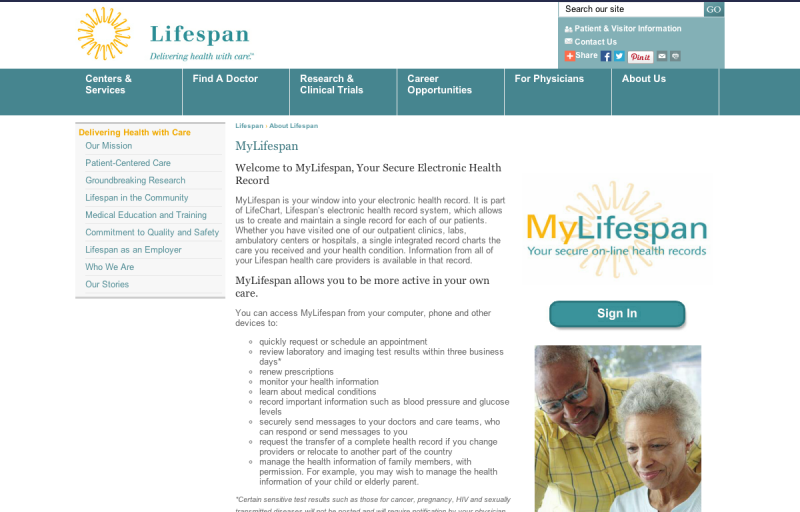 Lifespan
Delivering health with care.™
Search our site
GO
Patient & Visitor Information
Contact Us
Share
Pin it
Centers &
Services
Find A Doctor
Research &
Clinical Trials
Career
Opportunities
For Physicians
About Us
Delivering Health with Care
Our Mission
Patient-Centered Care
Groundbreaking Research
Lifespan in the Community
Medical Education and Training
Commitment to Quality and Safety
Lifespan as an Employer
Who We Are
Our Stories
Lifespan › About Lifespan
MyLifespan
Welcome to MyLifespan, Your Secure Electronic Health
Record
MyLifespan is your window into your electronic health record. It is part
of LifeChart, Lifespan's electronic health record system, which allows
us to create and maintain a single record for each of our patients.
Whether you have visited one of our outpatient clinics, labs,
ambulatory centers or hospitals, a single integrated record charts the
care you received and your health condition. Information from all of
your Lifespan health care providers is available in that record.
MyLifespan allows you to be more active in your own
care.
You can access MyLifespan from your computer, phone and other
devices to:
quickly request or schedule an appointment
review laboratory and imaging test results within three business
days*
renew prescriptions
monitor your health information
learn about medical conditions
record important information such as blood pressure and glucose
levels
securely send messages to your doctors and care teams, who
can respond or send messages to you
request the transfer of a complete health record if you change
providers or relocate to another part of the country
manage the health information of family members, with
permission. For example, you may wish to manage the health
information of your child or elderly parent.
*Certain sensitive test results such as those for cancer, pregnancy, HIV and sexually
transmitted diseases will not be posted and will require notification by your physician
MyLifespan
Your secure on-line health records
Sign In